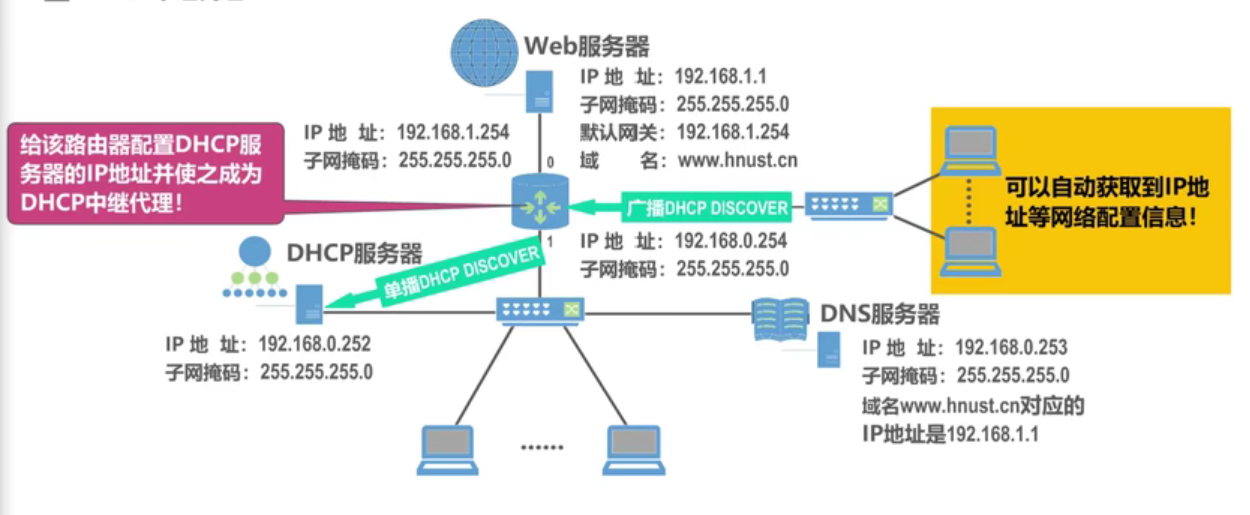 Web服务器
IP 地 址：192.168.1.1
子网掩码：255.255.255.0
默认网关：192.168.1.254
域 名：www.hnust.cn
IP 地 址：192.168.1.254
子网掩码：255.255.255.0
0
给该路由器配置DHCP服
务器的IP地址并使之成为
DHCP中继代理！
广播DHCP DISCOVER
可以自动获取到IP地
址等网络配置信息！
1
IP 地 址：192.168.0.254
子网掩码：255.255.255.0
DHCP服务器
单播DHCP DISCOVER
IP 地 址：192.168.0.252
子网掩码：255.255.255.0
DNS服务器
IP 地 址：192.168.0.253
子网掩码：255.255.255.0
域名www.hnust.cn对应的
IP地址是192.168.1.1
......